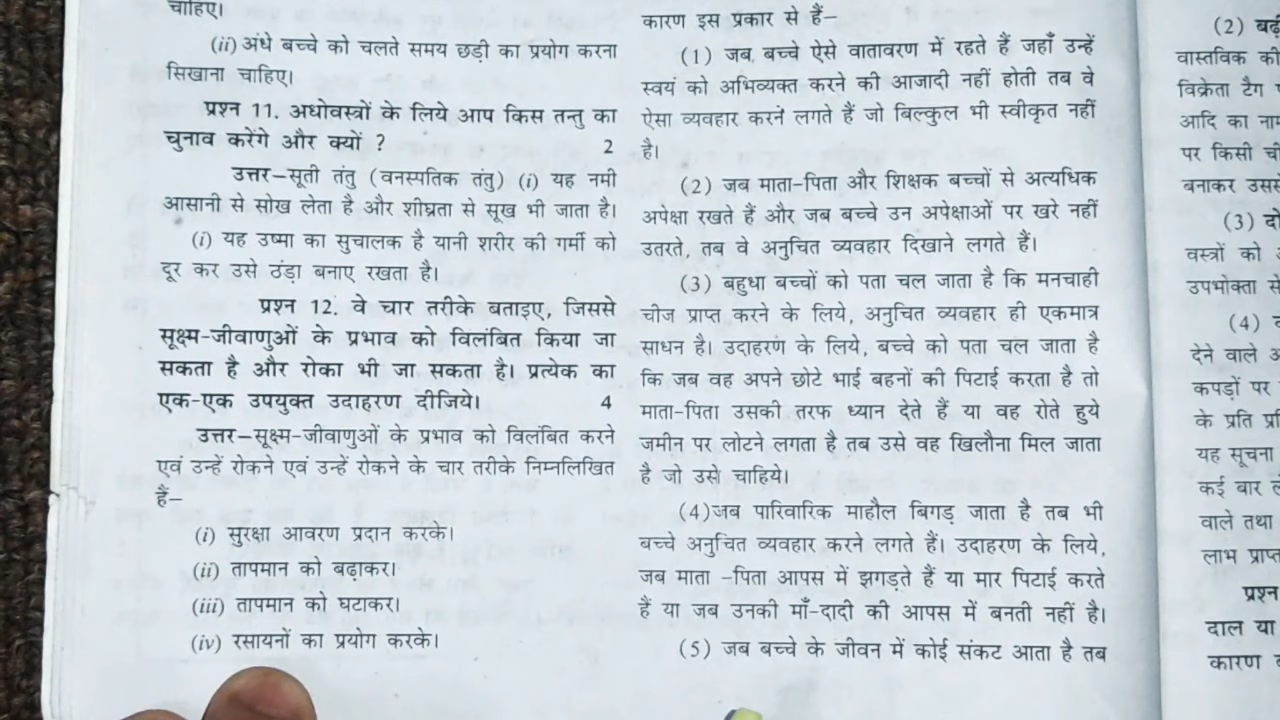 चाहिए।
(ii) अंधे बच्चे को चलते समय छड़ी का प्रयोग करना
सिखाना चाहिए।
प्रश्न 11. अधोवस्त्रों के लिये आप किस तन्तु का
चुनाव करेंगे और क्यों ? 2
उत्तर–सूती तंतु (वनस्पतिक तंतु) (i) यह नमी
आसानी से सोख लेता है और शीघ्रता से सूख भी जाता है।
(i) यह उष्मा का सुचालक है यानी शरीर की गर्मी को
दूर कर उसे ठंड़ा बनाए रखता है।
प्रश्न 12. वे चार तरीके बताइए, जिससे
सूक्ष्म-जीवाणुओं के प्रभाव को विलंबित किया जा
सकता है और रोका भी जा सकता है। प्रत्येक का
एक-एक उपयुक्त उदाहरण दीजिये। 4
उत्तर–सूक्ष्म-जीवाणुओं के प्रभाव को विलंबित करने
एवं उन्हें रोकने एवं उन्हें रोकने के चार तरीके निम्नलिखित
हैं–
(i) सुरक्षा आवरण प्रदान करके।
(ii) तापमान को बढ़ाकर।
(iii) तापमान को घटाकर।
(iv) रसायनों का प्रयोग करके।
कारण इस प्रकार से हैं–
(1) जब बच्चे ऐसे वातावरण में रहते हैं जहाँ उन्हें
स्वयं को अभिव्यक्त करने की आजादी नहीं होती तब वे
ऐसा व्यवहार करने लगते हैं जो बिल्कुल भी स्वीकृत नहीं
है।
(2) जब माता-पिता और शिक्षक बच्चों से अत्यधिक
अपेक्षा रखते हैं और जब बच्चे उन अपेक्षाओं पर खरे नहीं
उतरते, तब वे अनुचित व्यवहार दिखाने लगते हैं।
(3) बहुधा बच्चों को पता चल जाता है कि मनचाही
चीज प्राप्त करने के लिये, अनुचित व्यवहार ही एकमात्र
साधन है। उदाहरण के लिये, बच्चे को पता चल जाता है
कि जब वह अपने छोटे भाई बहनों की पिटाई करता है तो
माता-पिता उसकी तरफ ध्यान देते हैं या वह रोते हुये
जमीन पर लोटने लगता है तब उसे वह खिलौना मिल जाता
है जो उसे चाहिये।
(4)जब पारिवारिक माहौल बिगड़ जाता है तब भी
बच्चे अनुचित व्यवहार करने लगते हैं। उदाहरण के लिये,
जब माता –पिता आपस में झगड़ते हैं या मार पिटाई करते
हैं या जब उनकी माँ-दादी की आपस में बनती नहीं है।
(5) जब बच्चे के जीवन में कोई संकट आता है तब
(2)
वास्तविक की
विक्रेता टैग
आदि का
पर किसी
बनाकर
(3)
वस्त्रों को
उपभोक्ता
(4)
देने वाले
कपड़ों पर
के प्रति
यह सूचना
कई बार
वाले तथा
लाभ
प्रश्न
दाल या
कारण